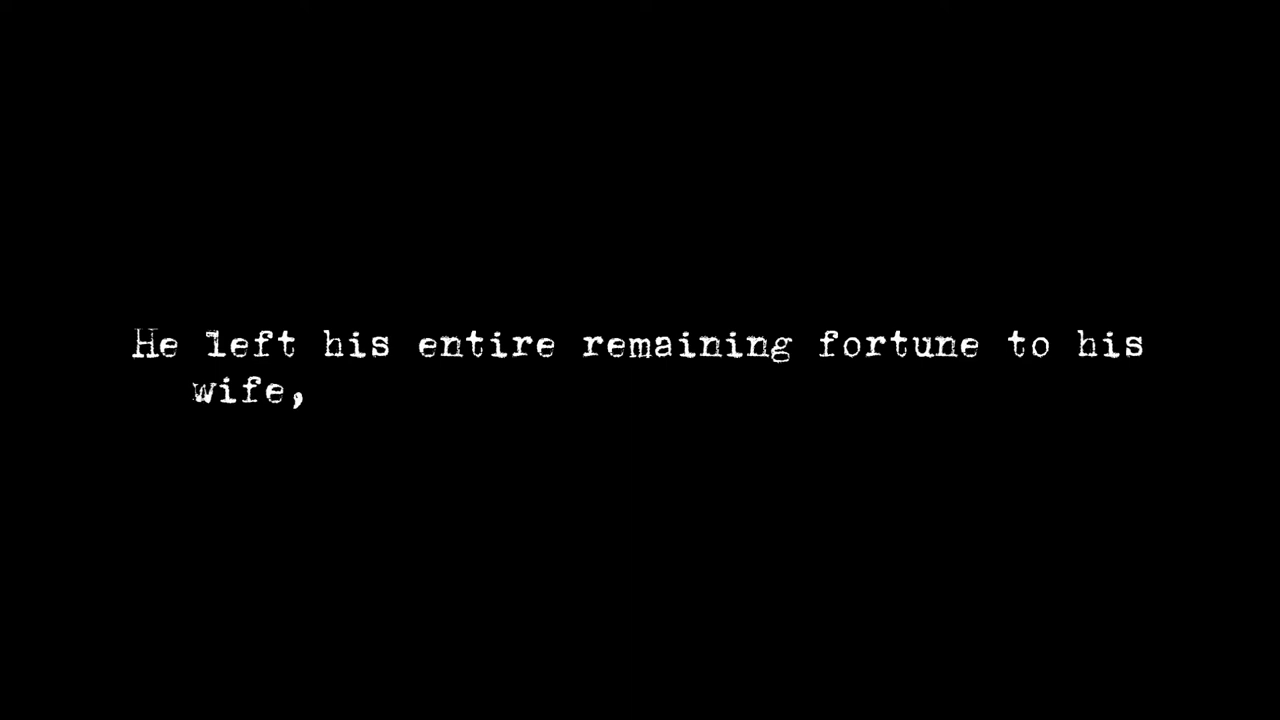 He left his entire remaining fortune to his
wife,